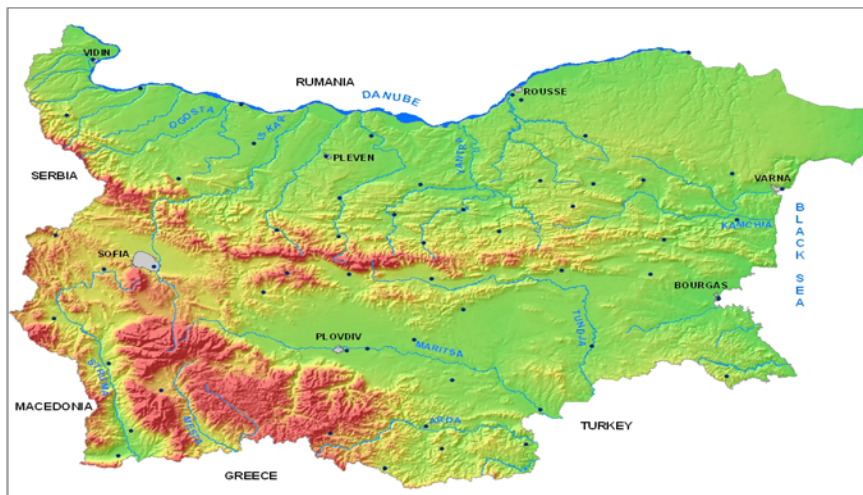 VIDIN
RUMANIA
DANUBE
ROUSSE
OGOSTA
ISKAR
PLEVEN
YANTRA
SERBIA
VARNA
KAMCHIA
BLACK SEA
SOFIA
BOURGAS
PLOVDIV
MARITSA
TUNDJA
STRUMA
MESTA
MACEDONIA
ARDA
TURKEY
GREECE